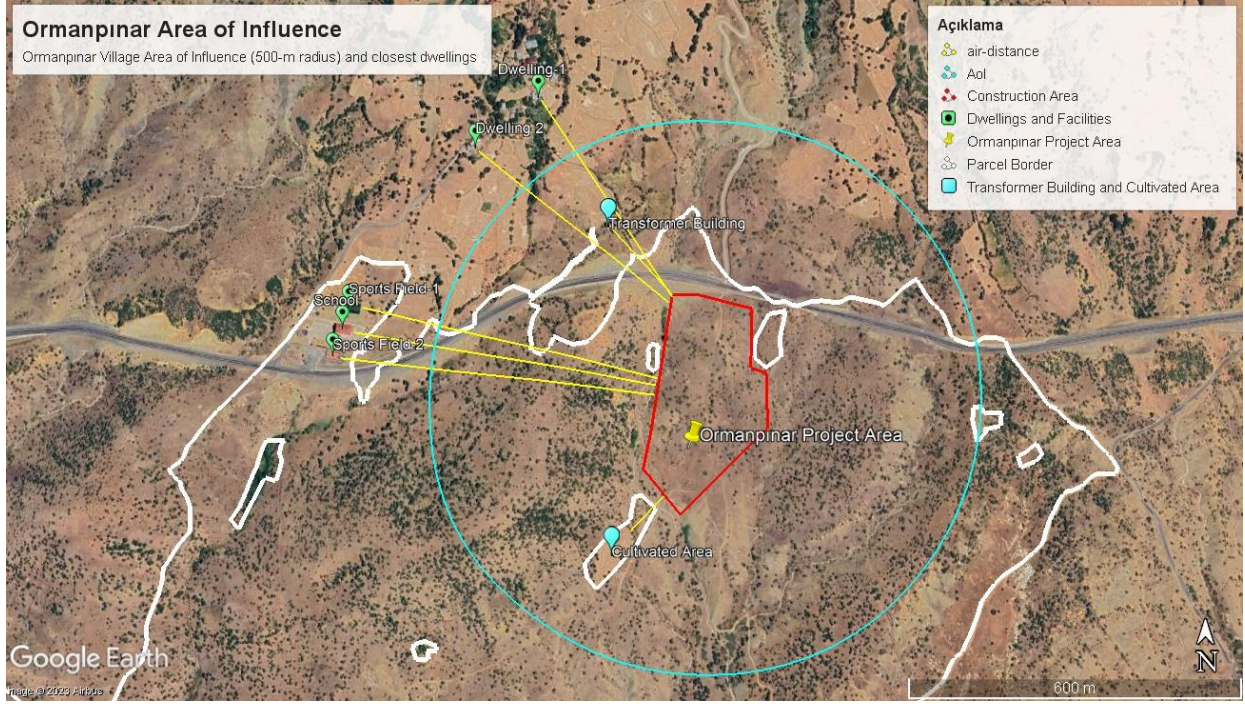 Ormanpınar Area of Influence
Ormanpınar Village Area of Influence (500-m radius) and closest dwellings
Açıklama
air-distance
AoI
Construction Area
Dwellings and Facilities
Ormanpınar Project Area
Parcel Border
Transformer Building and Cultivated Area
Dwelling-1
Dwelling-2
Transformer Building
Sports Field-1
School
Sports Field-2
Ormanpınar Project Area
Cultivated Area
Google Earth
Image © 2023 Airbus
N
600 m